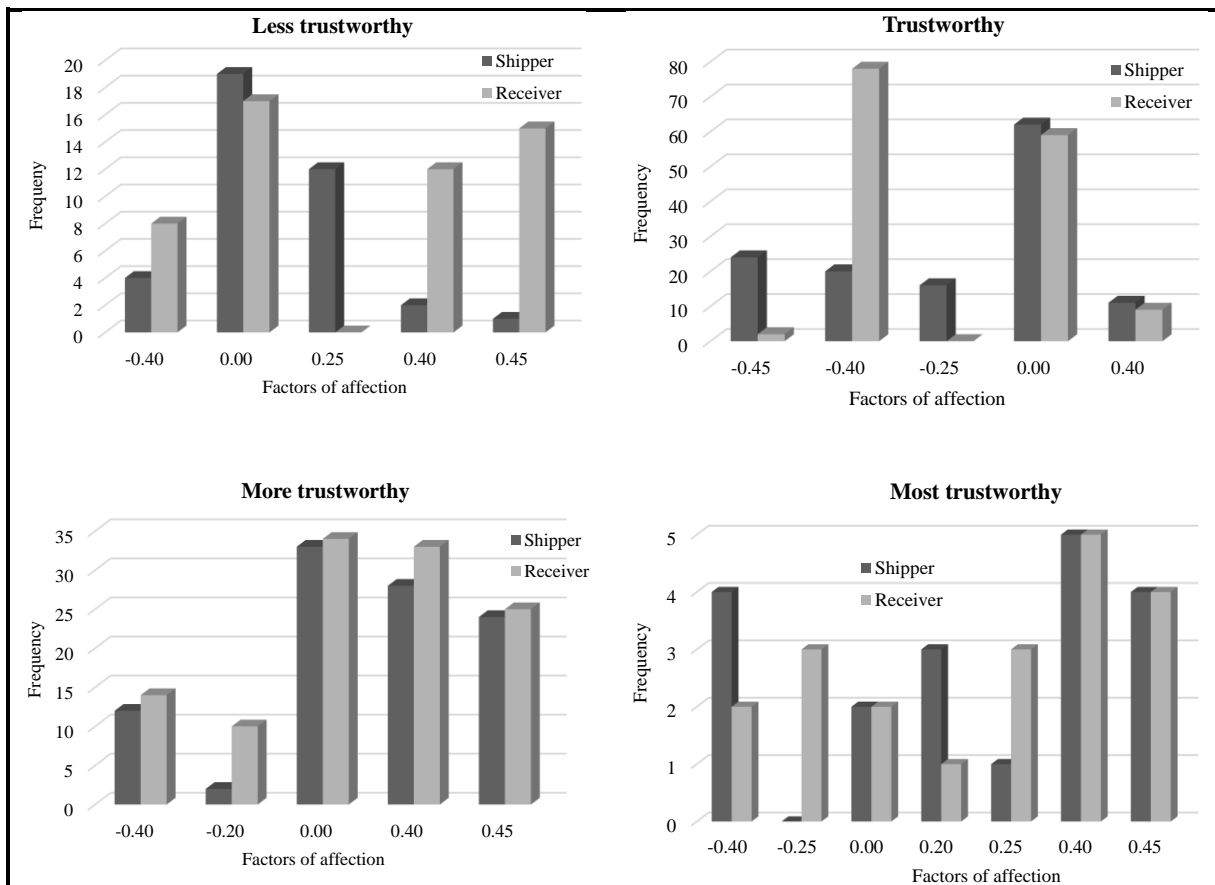 Less trustworthy
Shipper
Receiver
Frequeny
20
18
16
14
12
10
8
6
4
2
0
-0.40 0.00 0.25 0.40 0.45
Factors of affection
Trustworthy
Shipper
Receiver
Frequency
80
70
60
50
40
30
20
10
0
-0.45 -0.40 -0.25 0.00 0.40
Factors of affection
More trustworthy
Shipper
Receiver
Frequency
35
30
25
20
15
10
5
0
-0.40 -0.20 0.00 0.40 0.45
Factors of affection
Most trustworthy
Shipper
Receiver
Frequency
5
4
3
2
1
0
-0.40 -0.25 0.00 0.20 0.25 0.40 0.45
Factors of affection